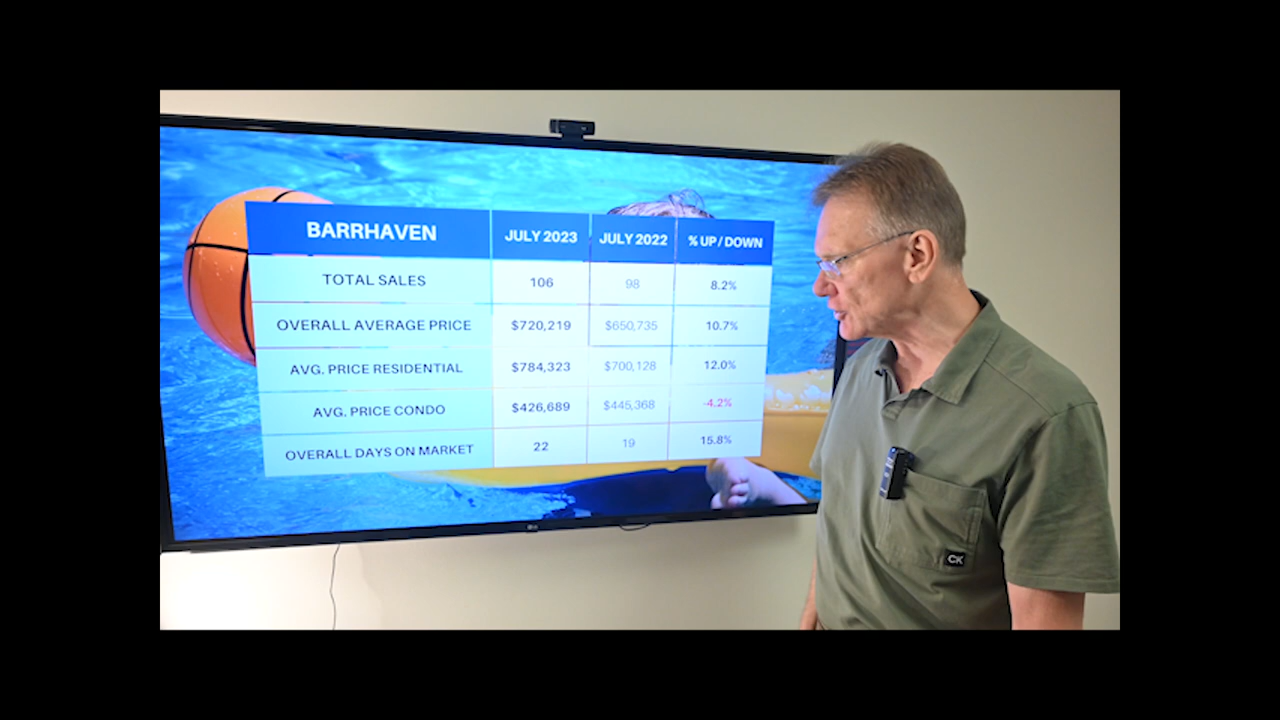 BARRHAVEN JULY 2023 JULY 2022 % UP / DOWN
TOTAL SALES 106 98 8.2%
OVERALL AVERAGE PRICE $720,219 $650,735 10.7%
AVG. PRICE RESIDENTIAL $784,323 $700,128 12.0%
AVG. PRICE CONDO $426,689 $445,368 -4.2%
OVERALL DAYS ON MARKET 22 19 15.8%
LG
CK